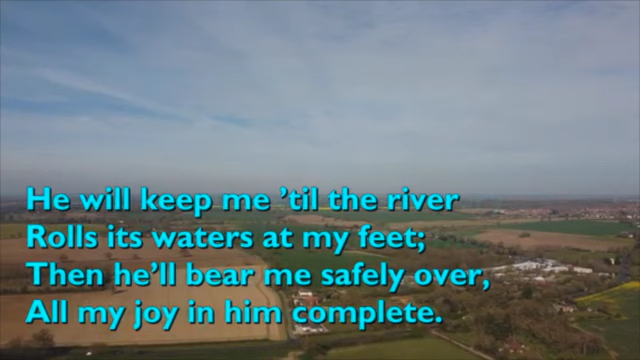 He will keep me ’til the river
Rolls its waters at my feet;
Then he’ll bear me safely over,
All my joy in him complete.